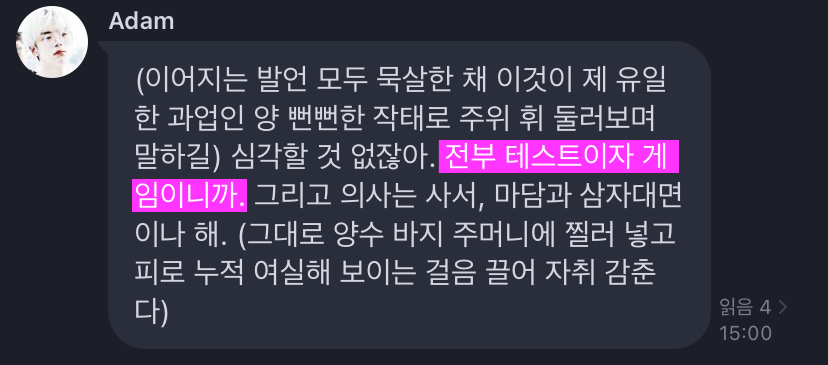 Adam
(이어지는 발언 모두 묵살한 채 이것이 제 유일
한 과업인 양 뻔뻔한 작태로 주위 휘 둘러보며
말하길) 심각할 것 없잖아. 전부 테스트이자 게
임이니까. 그리고 의사는 사서, 마담과 삼자대면
이나 해. (그대로 양수 바지 주머니에 찔러 넣고
피로 누적 여실해 보이는 걸음 끌어 자취 감춘
다)
읽음 4 >
15:00